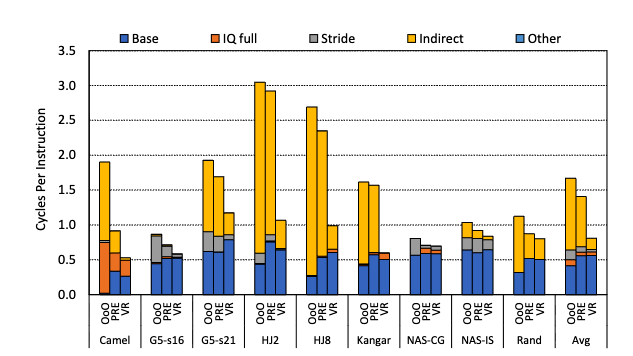 Base IQ full Stride Indirect Other
3.5
3.0
2.5
2.0
1.5
1.0
0.5
0.0
Cycles Per Instruction
OoO PRE VR OoO PRE VR OoO PRE VR OoO PRE VR OoO PRE VR OoO PRE VR OoO PRE VR OoO PRE VR OoO PRE VR OoO PRE VR
Camel G5-s16 G5-s21 HJ2 HJ8 Kangar NAS-CG NAS-IS Rand Avg